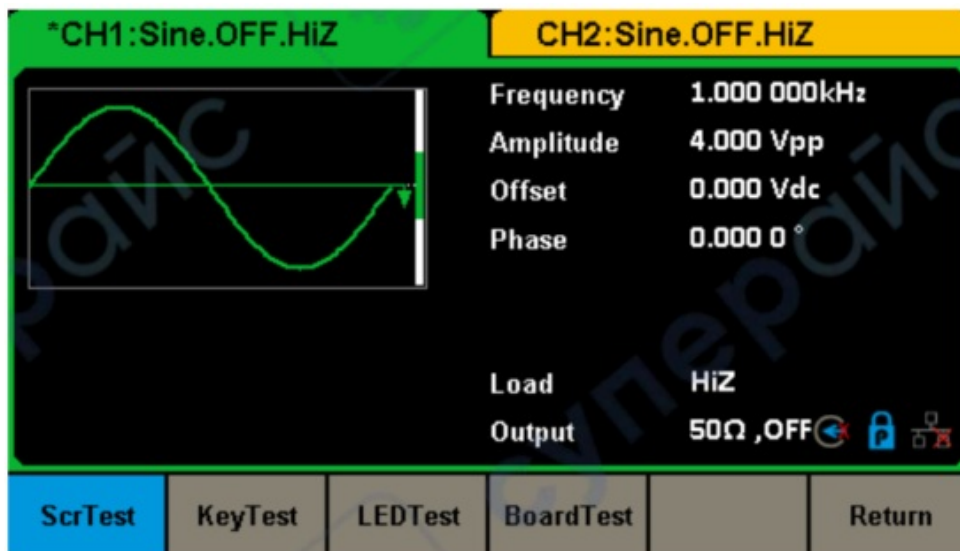 *CH1:Sine.OFF.HiZ CH2:Sine.OFF.HiZ
Frequency 1.000 000kHz
Amplitude 4.000 Vpp
Offset 0.000 Vdc
Phase 0.000 0 °
Load HiZ
Output 50Ω ,OFF
P
ScrTest KeyTest LEDTest BoardTest Return
суперайс